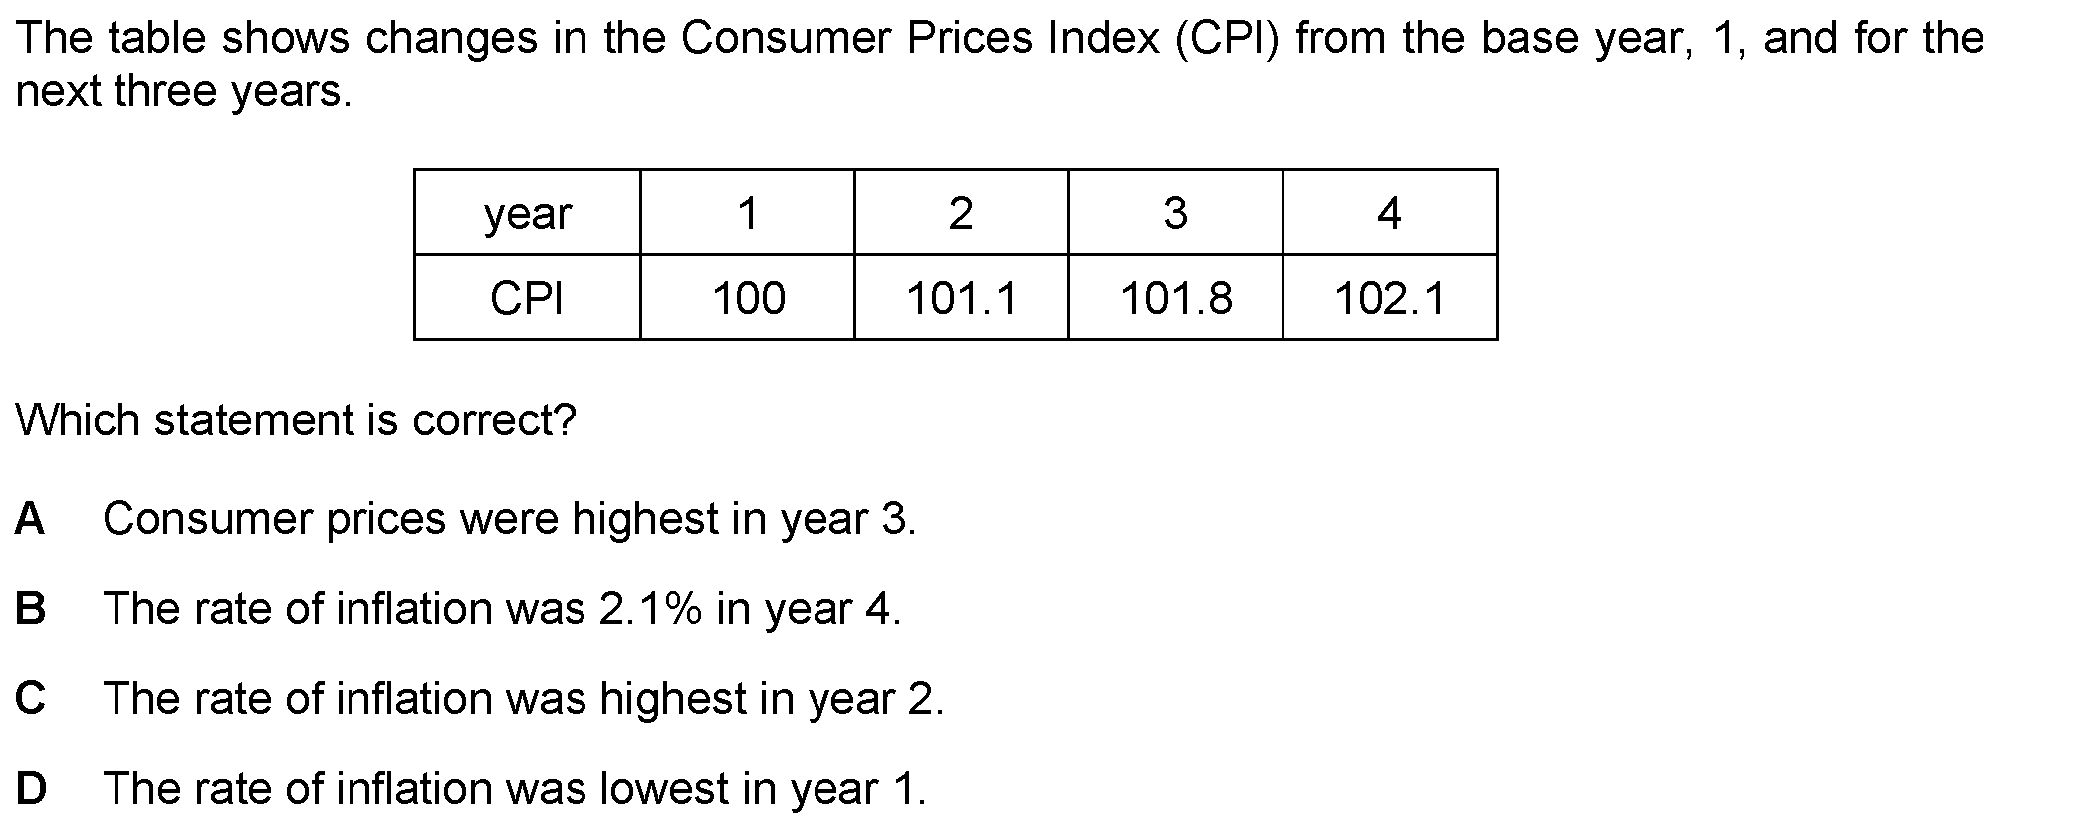 The table shows changes in the Consumer Prices Index (CPI) from the base year, 1, and for the
next three years.
year 1 2 3 4
CPI 100 101.1 101.8 102.1
Which statement is correct?
A Consumer prices were highest in year 3.
B The rate of inflation was 2.1% in year 4.
C The rate of inflation was highest in year 2.
D The rate of inflation was lowest in year 1.